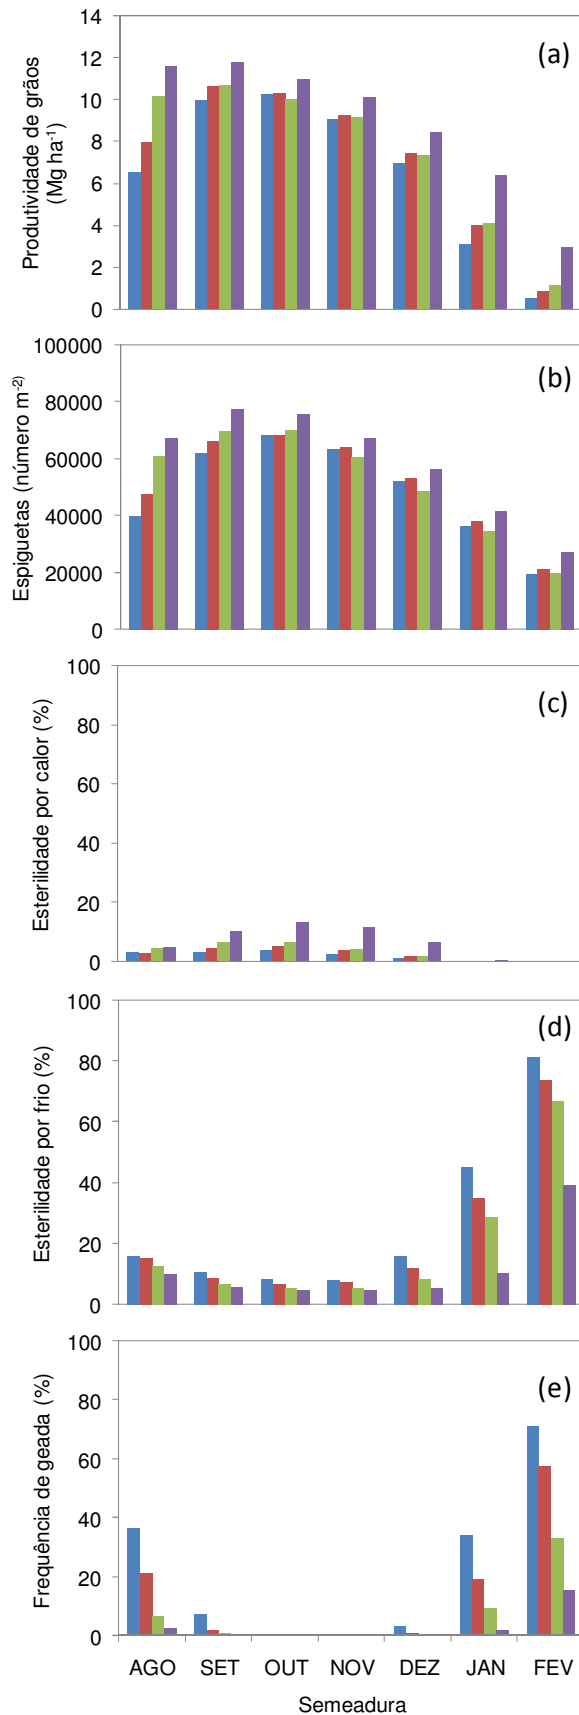 14
12
10
8
6
4
2
0
Produtividade de grãos
(Mg ha-1)
(a)
100000
80000
60000
40000
20000
0
Espiguetas (número m-2)
(b)
100
80
60
40
20
0
Esterilidade por calor (%)
(c)
100
80
60
40
20
0
Esterilidade por frio (%)
(d)
100
80
60
40
20
0
Frequência de geada (%)
(e)
AGO SET OUT NOV DEZ JAN FEV
Semeadura